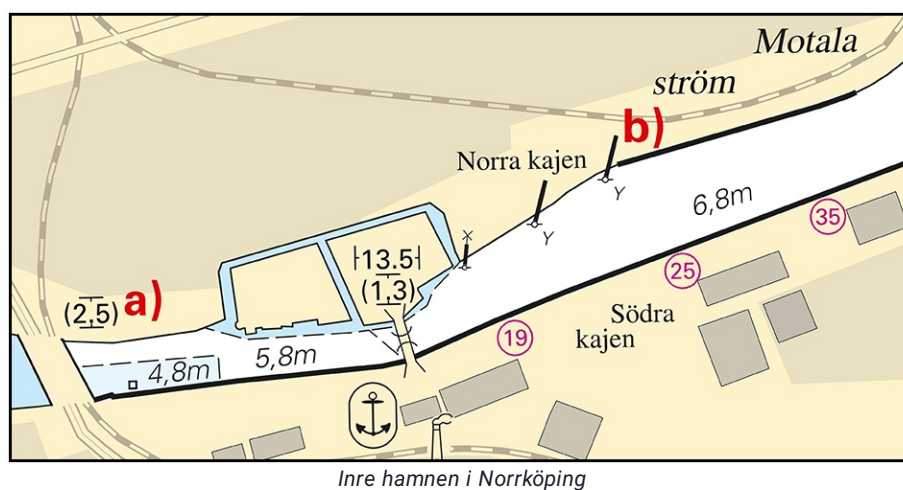 Motala
ström
b)
Norra kajen
Y
Y
6,8m
35
25
Södra
kajen
19
13.5
(1,3)
(2,5)
a)
5,8m
4,8m
Inre hamnen i Norrköping